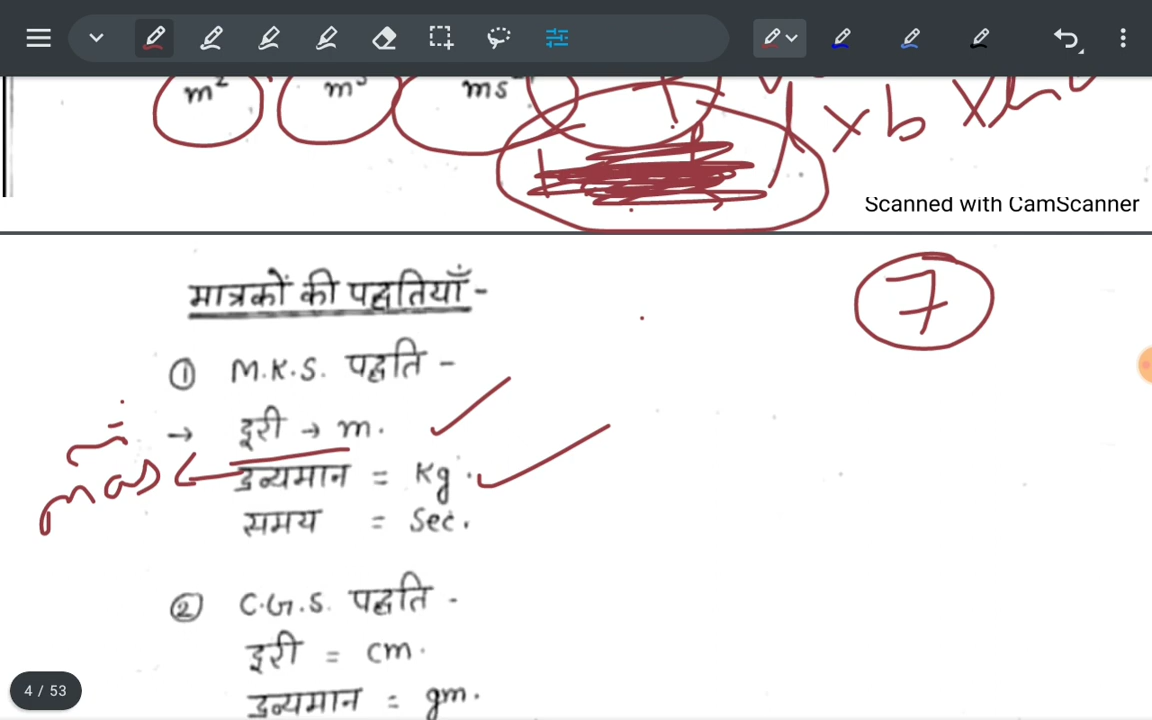 m² m³ ms
x b x
Scanned with CamScanner
मात्रकों की पद्धतियाँ -
7
① M.K.S. पद्धति -
→ दूरी → m.
mas द्रव्यमान = Kg.
समय = Sec.
② C.G.S. पद्धति -
दूरी = cm.
4 / 53
द्रव्यमान = gm.